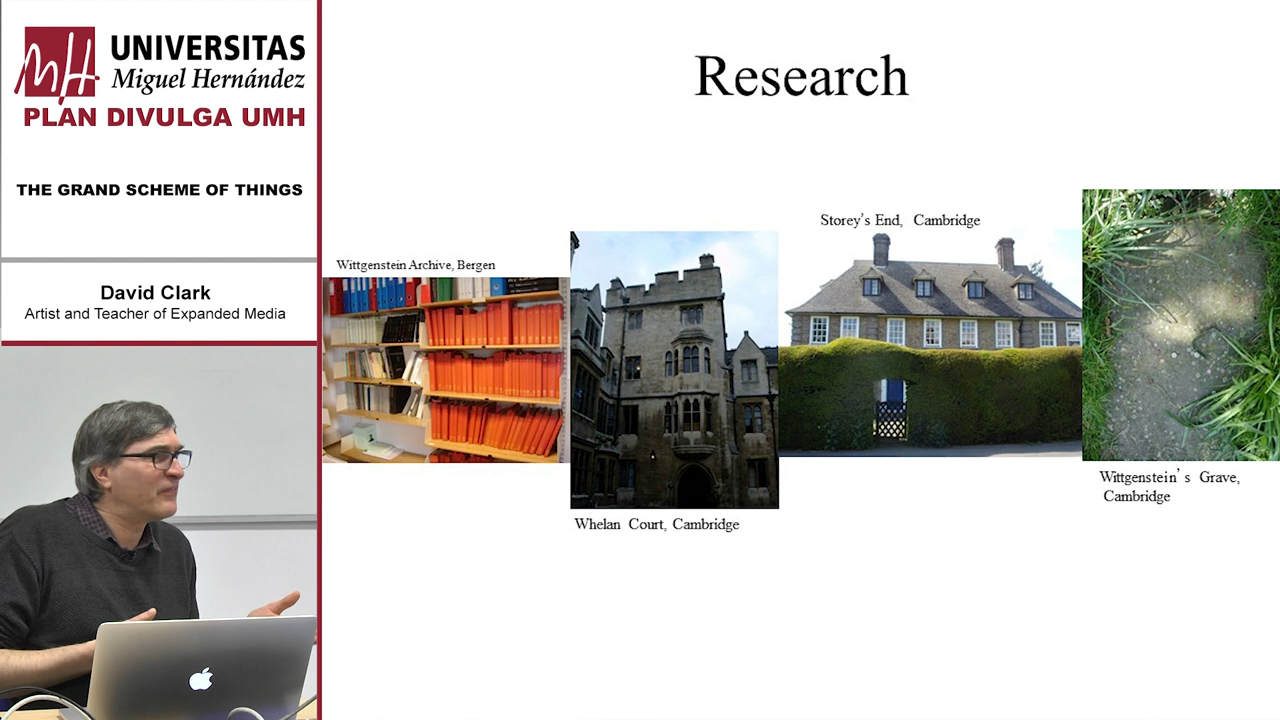 UNIVERSITAS
Miguel Hernández
PLAN DIVULGA UMH
THE GRAND SCHEME OF THINGS
David Clark
Artist and Teacher of Expanded Media
Research
Wittgenstein Archive, Bergen
Whelan Court, Cambridge
Storey's End, Cambridge
Wittgenstein's Grave,
Cambridge